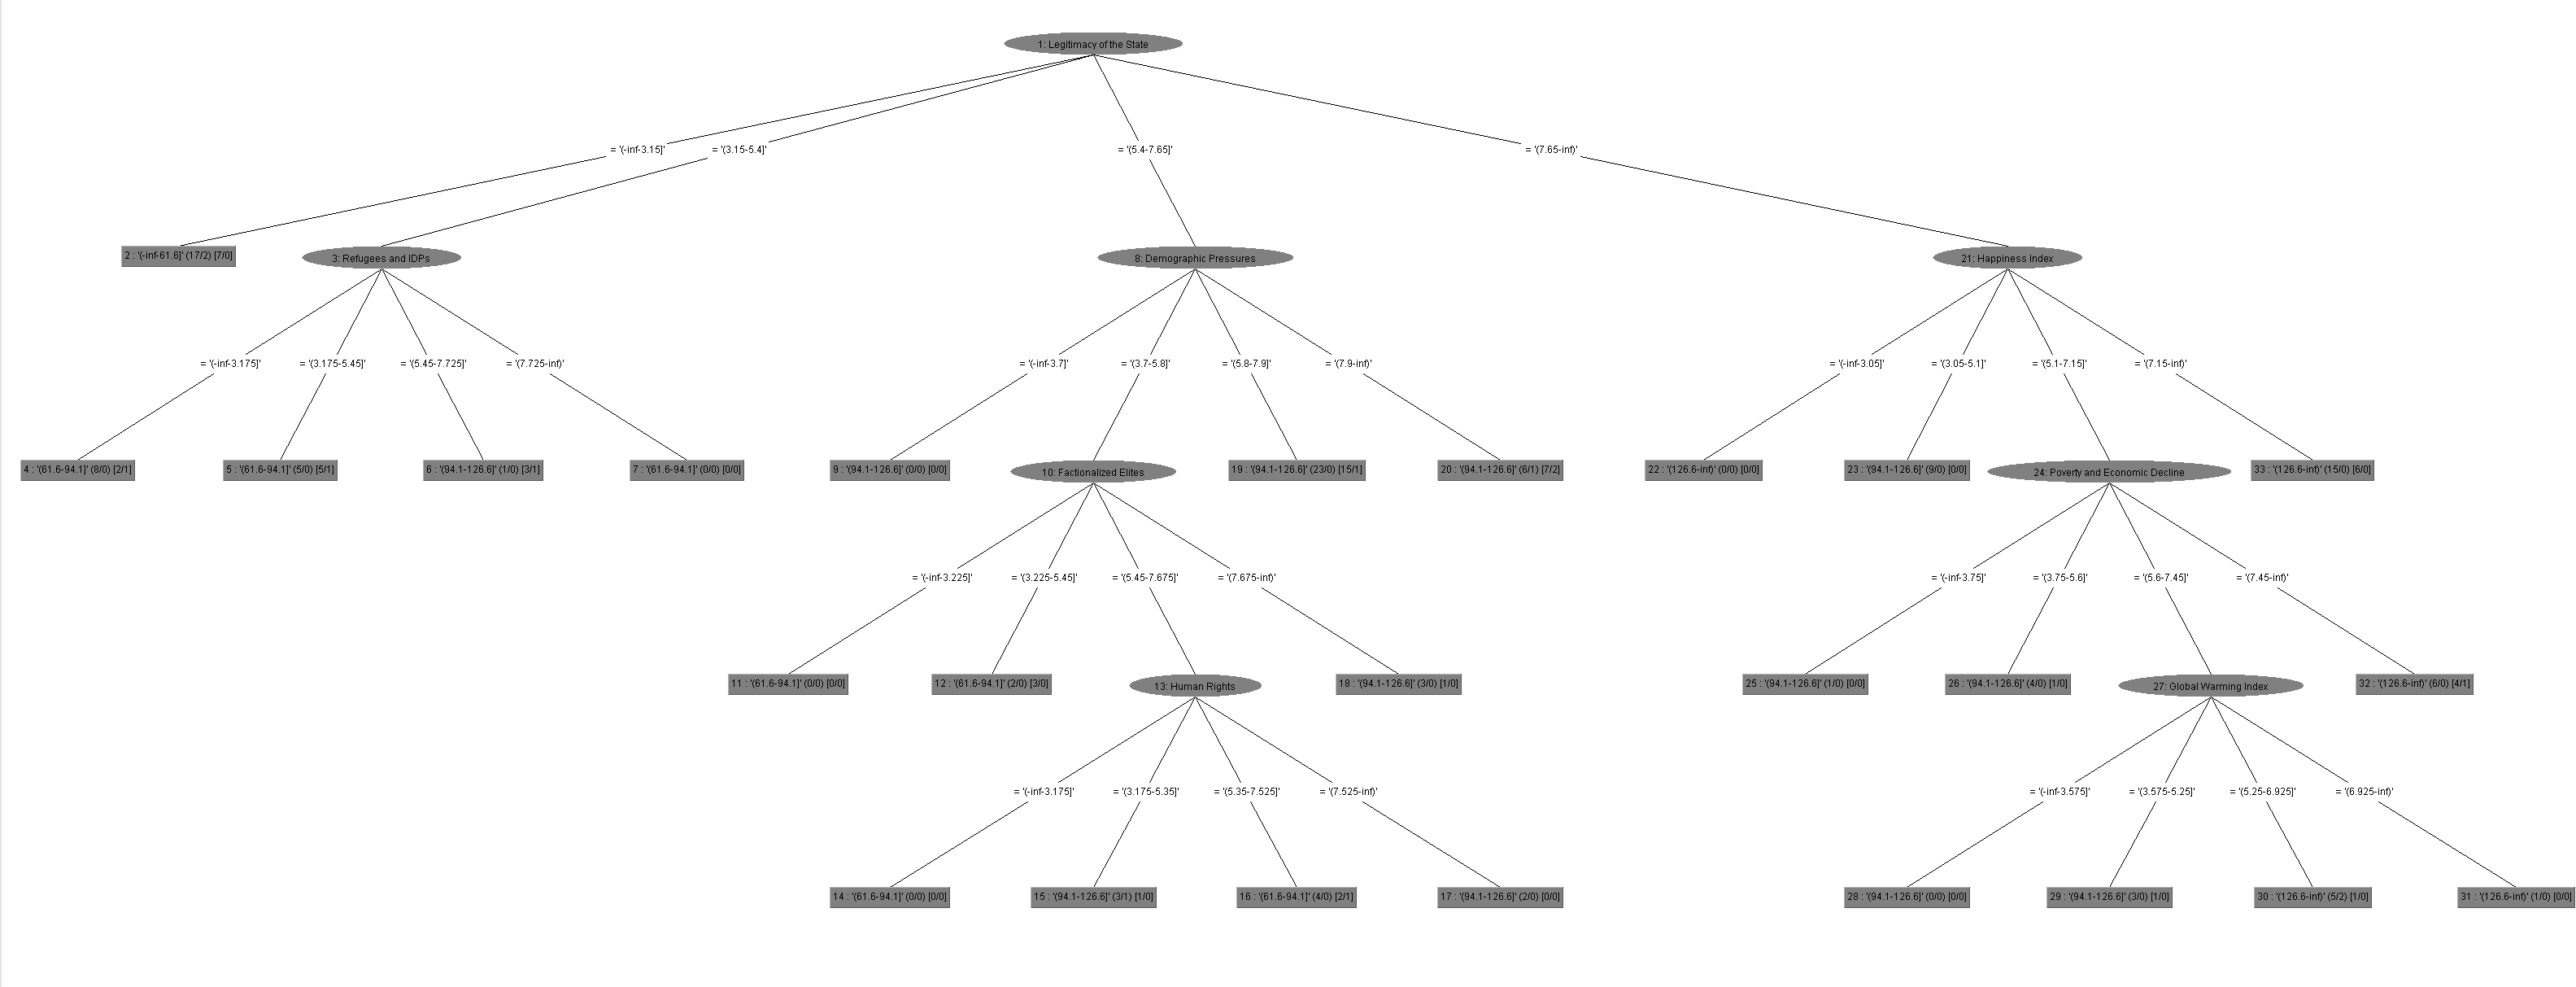 1: Legitimacy of the State
= '(-inf-3.15]'
= '(3.15-5.4]'
= '(5.4-7.65]'
= '(7.65-inf)'
2 : '(-inf-61.6]' (17/2) [7/0]
3: Refugees and IDPs
8: Demographic Pressures
21: Happiness Index
= '(-inf-3.175]'
= '(3.175-5.45]'
= '(5.45-7.725]'
= '(7.725-inf)'
= '(-inf-3.7]'
= '(3.7-5.8]'
= '(5.8-7.9]'
= '(7.9-inf)'
= '(-inf-3.05]'
= '(3.05-5.1]'
= '(5.1-7.15]'
= '(7.15-inf)'
4 : '(61.6-94.1]' (8/0) [2/1]
5 : '(61.6-94.1]' (5/0) [5/1]
6 : '(94.1-126.6]' (1/0) [3/1]
7 : '(61.6-94.1]' (0/0) [0/0]
9 : '(94.1-126.6]' (0/0) [0/0]
10: Factionalized Elites
19 : '(94.1-126.6]' (23/0) [15/1]
20 : '(94.1-126.6]' (6/1) [7/2]
22 : '(126.6-inf)' (0/0) [0/0]
23 : '(94.1-126.6]' (9/0) [0/0]
24: Poverty and Economic Decline
33 : '(126.6-inf)' (15/0) [6/0]
= '(-inf-3.225]'
= '(3.225-5.45]'
= '(5.45-7.675]'
= '(7.675-inf)'
= '(-inf-3.75]'
= '(3.75-5.6]'
= '(5.6-7.45]'
= '(7.45-inf)'
11 : '(61.6-94.1]' (0/0) [0/0]
12 : '(61.6-94.1]' (2/0) [3/0]
13: Human Rights
18 : '(94.1-126.6]' (3/0) [1/0]
25 : '(94.1-126.6]' (1/0) [0/0]
26 : '(94.1-126.6]' (4/0) [1/0]
27: Global Warming Index
32 : '(126.6-inf)' (6/0) [4/1]
= '(-inf-3.175]'
= '(3.175-5.35]'
= '(5.35-7.525]'
= '(7.525-inf)'
= '(-inf-3.575]'
= '(3.575-5.25]'
= '(5.25-6.925]'
= '(6.925-inf)'
14 : '(61.6-94.1]' (0/0) [0/0]
15 : '(94.1-126.6]' (3/1) [1/0]
16 : '(61.6-94.1]' (4/0) [2/1]
17 : '(94.1-126.6]' (2/0) [0/0]
28 : '(94.1-126.6]' (0/0) [0/0]
29 : '(94.1-126.6]' (3/0) [1/0]
30 : '(126.6-inf)' (5/2) [1/0]
31 : '(126.6-inf)' (1/0) [0/0]